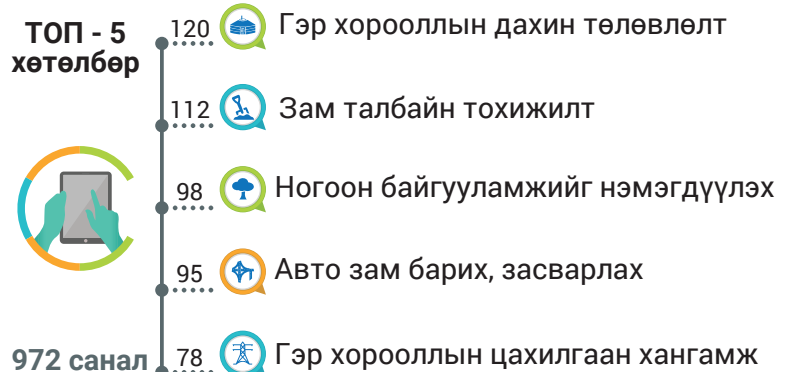 ТОП - 5
хөтөлбөр
120 Гэр хорооллын дахин төлөвлөлт
112 Зам талбайн тохижилт
98 Ногоон байгууламжийг нэмэгдүүлэх
95 Авто зам барих, засварлах
972 санал
78 Гэр хорооллын цахилгаан хангамж